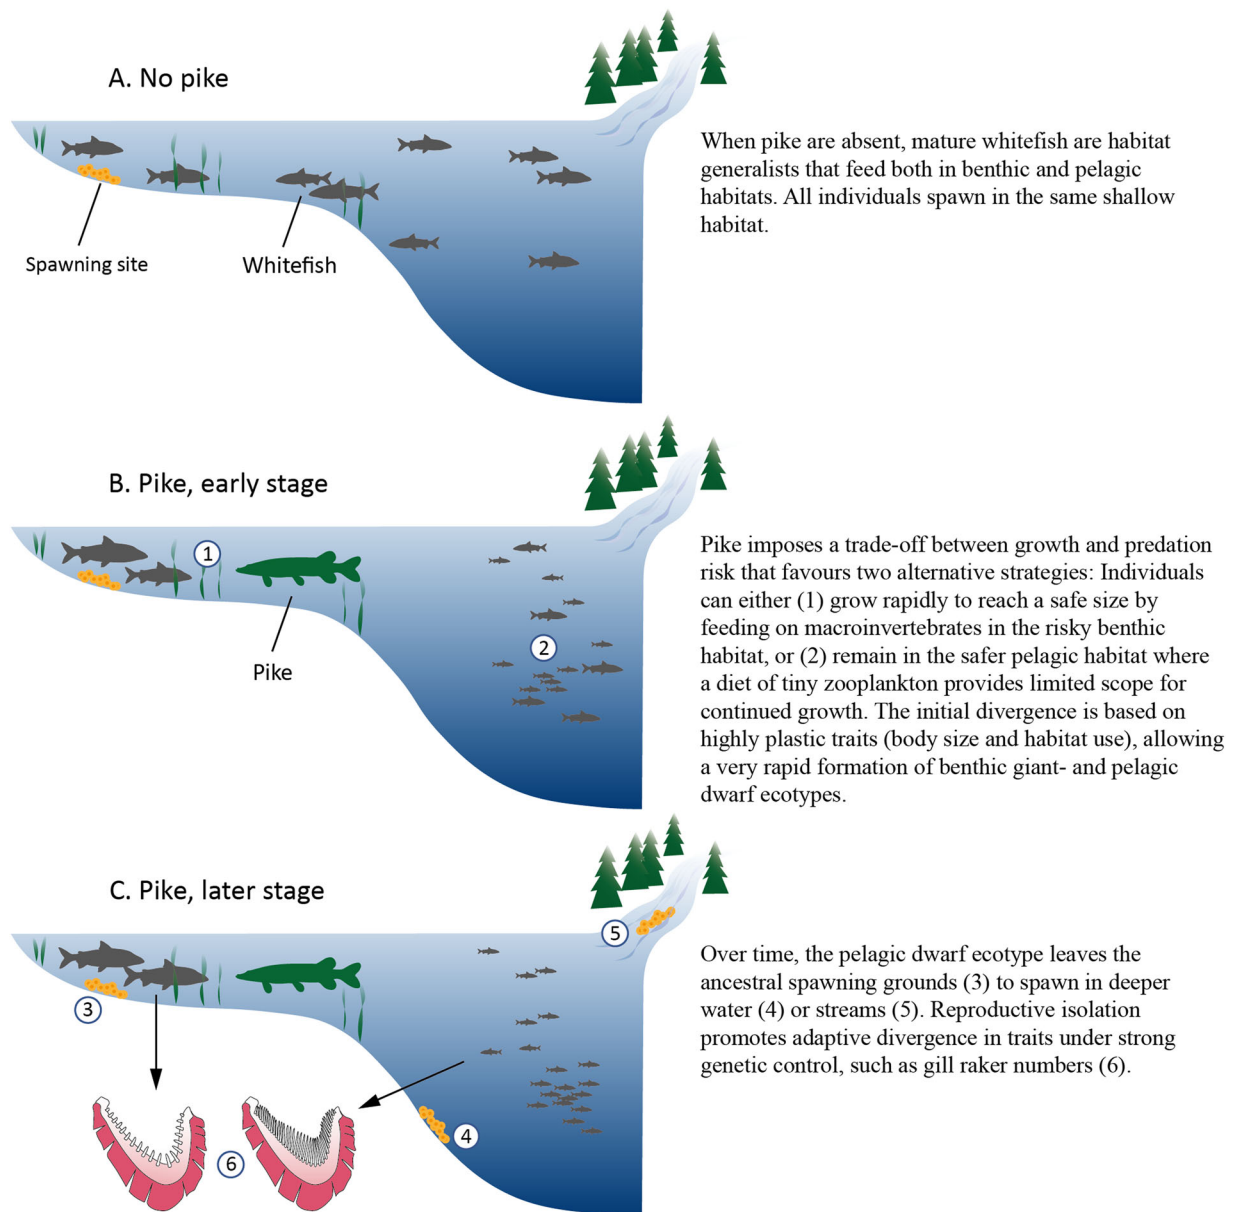 A. No pike
When pike are absent, mature whitefish are habitat
generalists that feed both in benthic and pelagic
habitats. All individuals spawn in the same shallow
habitat.
Spawning site
Whitefish
B. Pike, early stage
1
2
Pike
Pike imposes a trade-off between growth and predation
risk that favours two alternative strategies: Individuals
can either (1) grow rapidly to reach a safe size by
feeding on macroinvertebrates in the risky benthic
habitat, or (2) remain in the safer pelagic habitat where
a diet of tiny zooplankton provides limited scope for
continued growth. The initial divergence is based on
highly plastic traits (body size and habitat use), allowing
a very rapid formation of benthic giant- and pelagic
dwarf ecotypes.
C. Pike, later stage
5
3
4
6
Over time, the pelagic dwarf ecotype leaves the
ancestral spawning grounds (3) to spawn in deeper
water (4) or streams (5). Reproductive isolation
promotes adaptive divergence in traits under strong
genetic control, such as gill raker numbers (6).